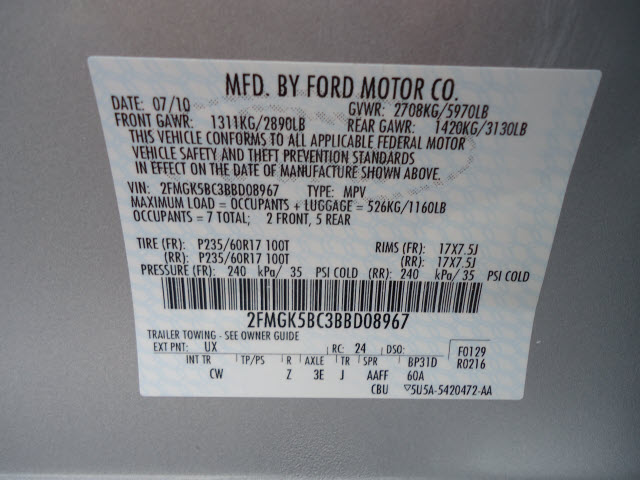 MFD. BY FORD MOTOR CO.
DATE: 07/10 GVWR: 2708KG/5970LB
FRONT GAWR: 1311KG/2890LB REAR GAWR: 1420KG/3130LB
THIS VEHICLE CONFORMS TO ALL APPLICABLE FEDERAL MOTOR
VEHICLE SAFETY AND THEFT PREVENTION STANDARDS
IN EFFECT ON THE DATE OF MANUFACTURE SHOWN ABOVE.
VIN: 2FMGK5BC3BBD08967 TYPE: MPV
MAXIMUM LOAD = OCCUPANTS + LUGGAGE = 526KG/1160LB
OCCUPANTS = 7 TOTAL; 2 FRONT, 5 REAR
TIRE (FR): P235/60R17 100T RIMS (FR): 17X7.5J
(RR): P235/60R17 100T (RR): 17X7.5J
PRESSURE (FR): 240 kPa/ 35 PSI COLD (RR): 240 kPa/ 35 PSI COLD
2FMGK5BC3BBD08967
TRAILER TOWING - SEE OWNER GUIDE
EXT PNT: UX RC: 24 DSO: F0129
INT TR TP/PS R AXLE TR SPR BP31D R0216
CW Z 3E J AAFF 60A
CBU ▽5U5A-5420472-AA